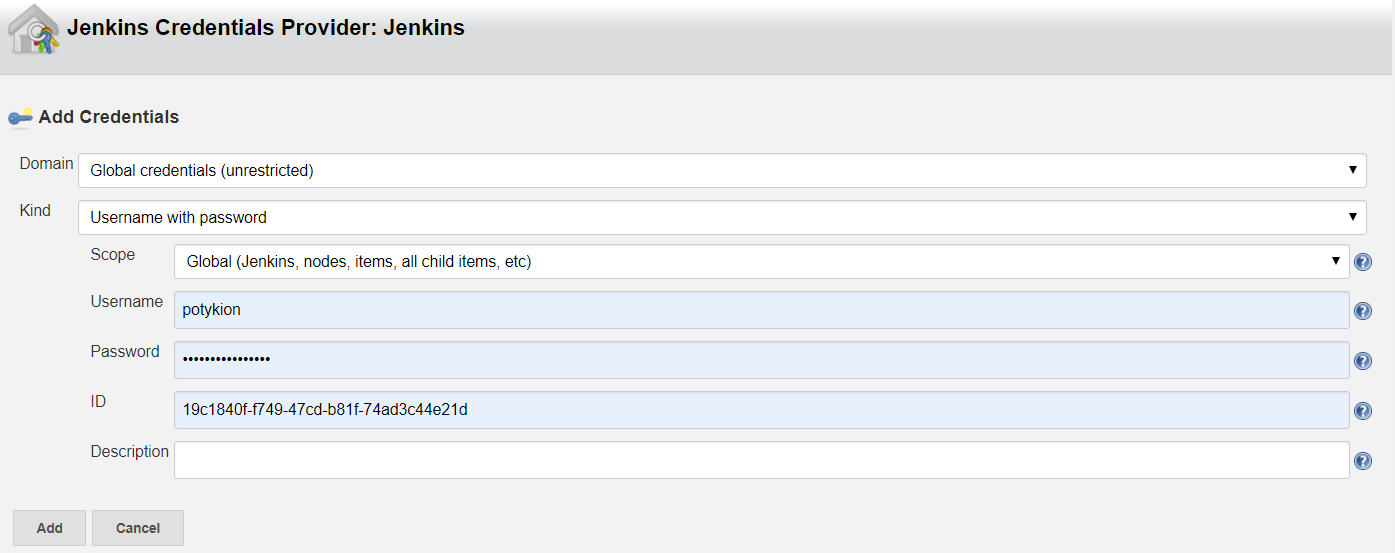 Jenkins Credentials Provider: Jenkins
Add Credentials
Domain Global credentials (unrestricted)
Kind Username with password
Scope Global (Jenkins, nodes, items, all child items, etc)
Username potykion
Password ••••••••••••••••
ID 19c1840f-f749-47cd-b81f-74ad3c44e21d
Description
Add Cancel